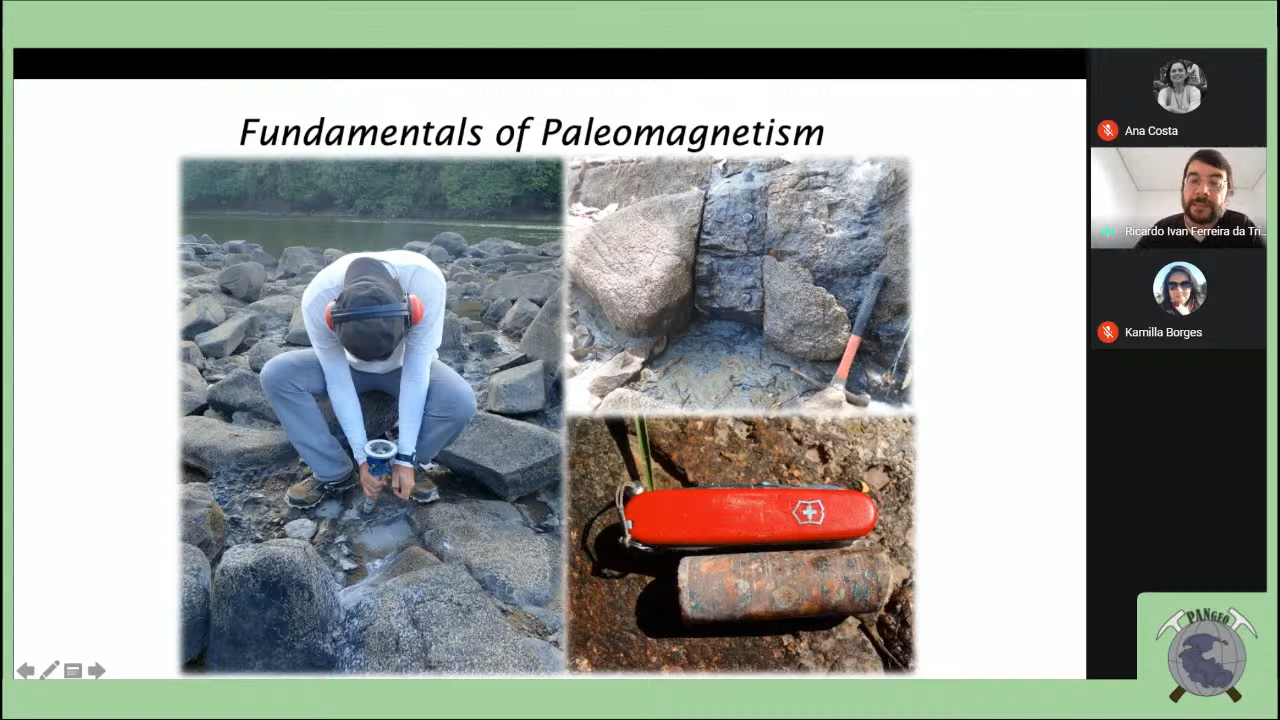 Fundamentals of Paleomagnetism
Ana Costa
Ricardo Ivan Ferreira da Tri...
Kamilla Borges
PANGEO